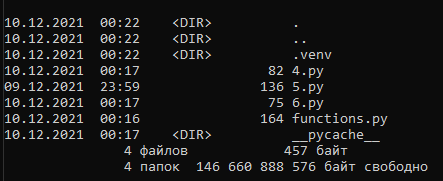 10.12.2021  00:22    <DIR>          .
10.12.2021  00:22    <DIR>          ..
10.12.2021  00:22    <DIR>          .venv
10.12.2021  00:17                82 4.py
09.12.2021  23:59               136 5.py
10.12.2021  00:17                75 6.py
10.12.2021  00:16               164 functions.py
10.12.2021  00:17    <DIR>          __pycache__
4 файлов            457 байт
4 папок  146 660 888 576 байт свободно